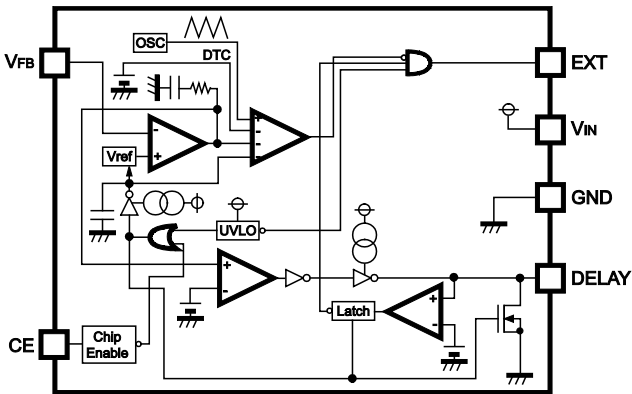 OSC
DTC
VFB
EXT
- 
+
- 
- 
-
Vref
+
VIN
GND
UVLO
+
-
DELAY
Latch
+
-
CE
Chip
Enable